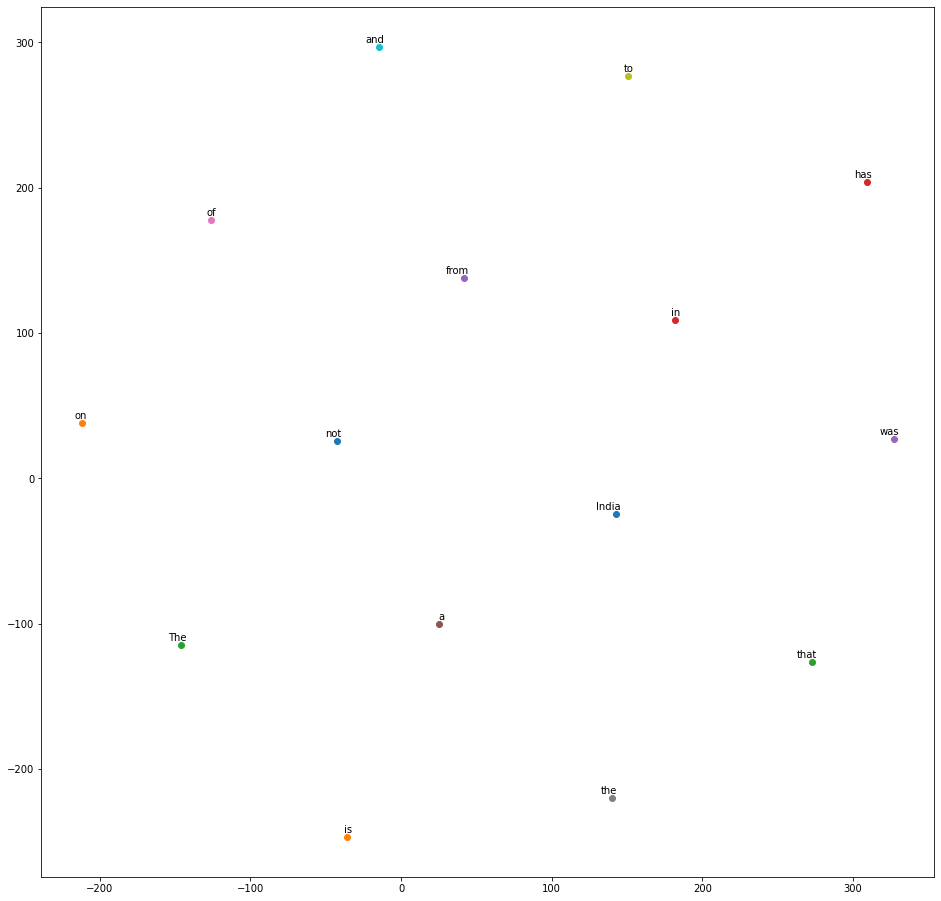 and
to
has
of
from
in
on
not
was
India
a
The
that
the
is
300
200
100
0
−100
−200
−200
−100
0
100
200
300